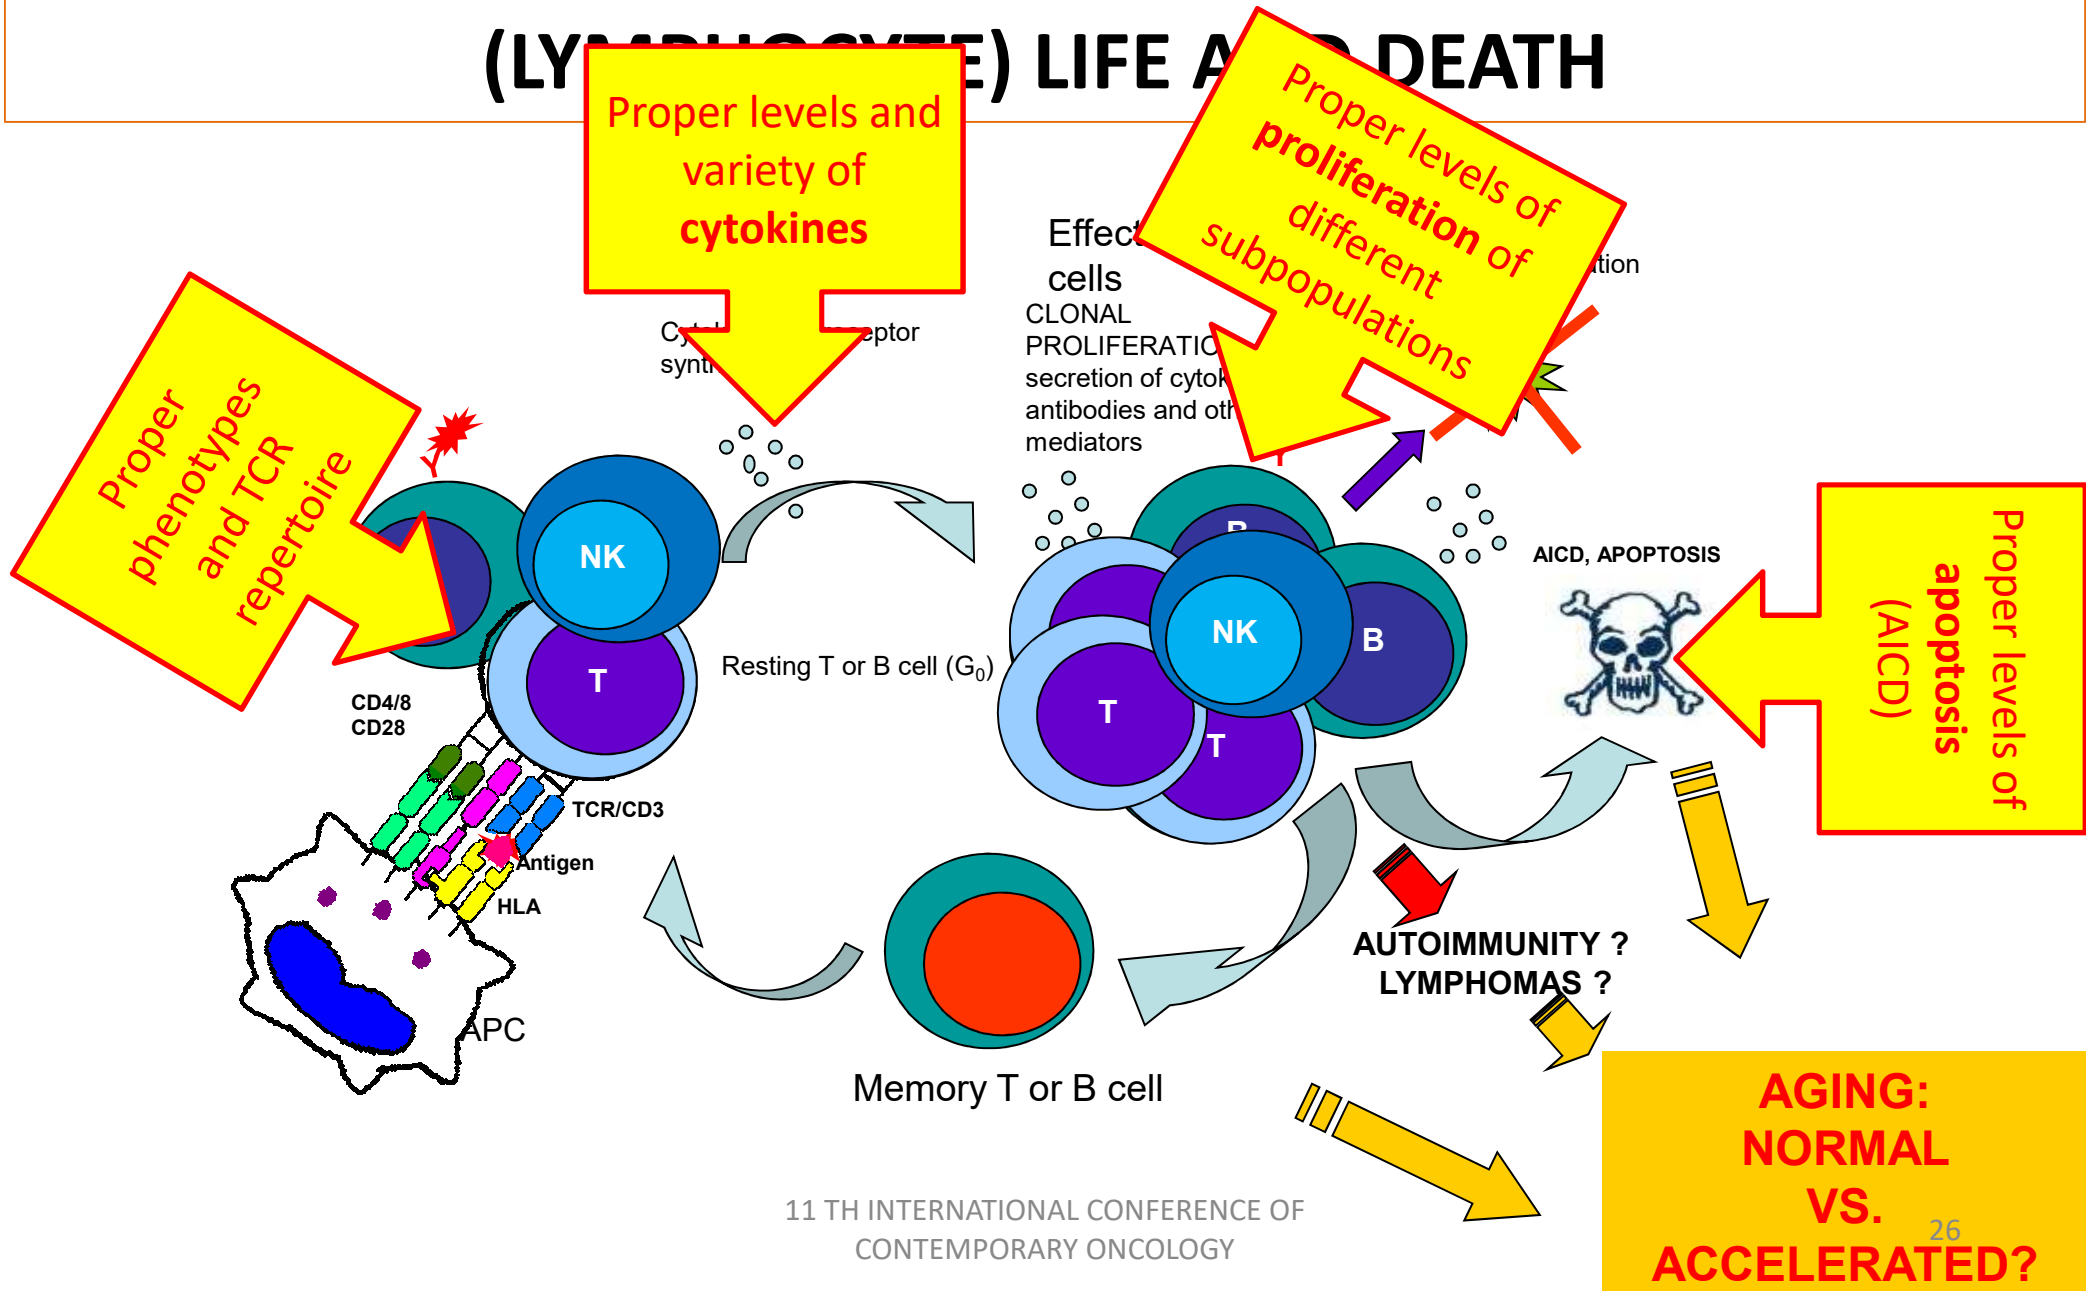 (LY E) LIFE A DEATH
Proper levels and
variety of
cytokines
Proper levels of
proliferation of
different
subpopulations
Proper
phenotypes
and TCR
repertoire
Effect
cells
CLONAL
PROLIFERATIO
secretion of cytok
antibodies and oth
mediators
tion
Cytok eptor
synt
NK
T
CD4/8
CD28
TCR/CD3
Antigen
HLA
APC
Resting T or B cell (G₀)
B
NK
B
T
T
AICD, APOPTOSIS
Proper levels of
apoptosis
(AICD)
AUTOIMMUNITY ?
LYMPHOMAS ?
Memory T or B cell
AGING:
NORMAL
VS.
ACCELERATED?
11 TH INTERNATIONAL CONFERENCE OF
CONTEMPORARY ONCOLOGY
26